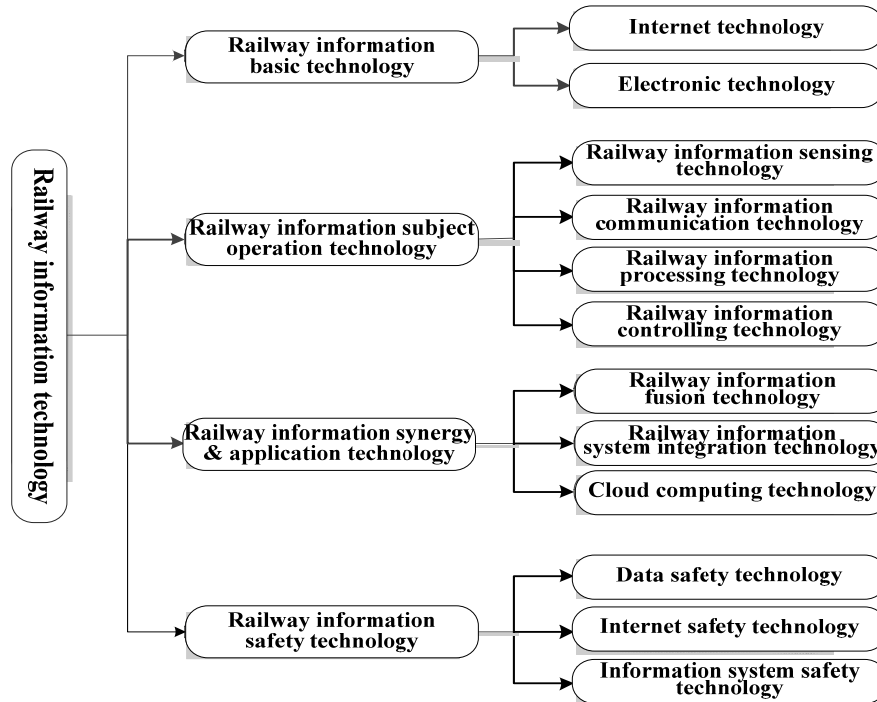 Railway information technology
Railway information
basic technology
Internet technology
Electronic technology
Railway information subject
operation technology
Railway information sensing
technology
Railway information
communication technology
Railway information
processing technology
Railway information
controlling technology
Railway information synergy
& application technology
Railway information
fusion technology
Railway information
system integration technology
Cloud computing technology
Railway information
safety technology
Data safety technology
Internet safety technology
Information system safety
technology